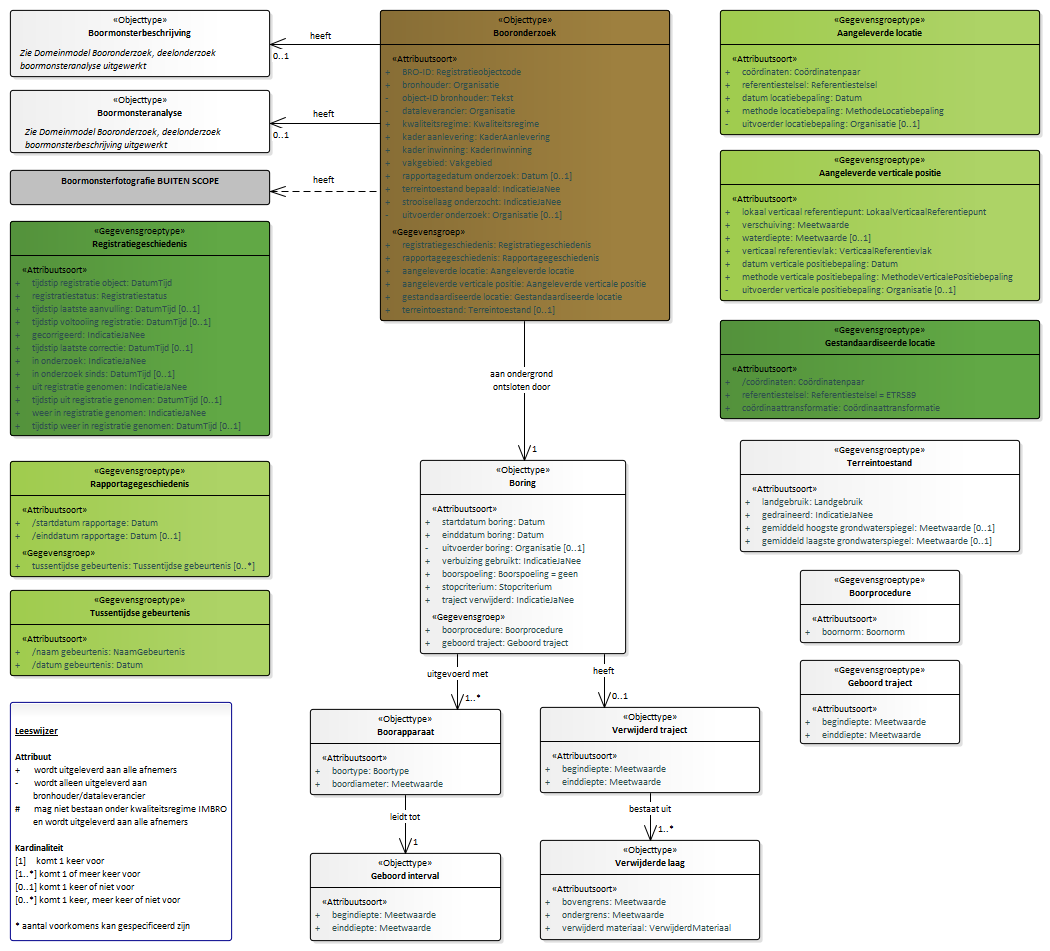 «Objecttype»
Boormonsterbeschrijving
Zie Domeinmodel Booronderzoek, deelonderzoek
boormonsteranalyse uitgewerkt
heeft
0..1
«Objecttype»
Boormonsteranalyse
Zie Domeinmodel Booronderzoek, deelonderzoek
boormonsterbeschrijving uitgewerkt
heeft
0..1
Boormonsterfotografie BUITEN SCOPE
heeft
«Gegevensgroeptype»
Registratiegeschiedenis
«Attribuutsoort»
+ tijdstip registratie object: DatumTijd
+ registratiestatus: Registratiestatus
+ tijdstip laatste aanvulling: DatumTijd [0..1]
+ tijdstip voltooiing registratie: DatumTijd [0..1]
+ gecorrigeerd: IndicatieJaNee
+ tijdstip laatste correctie: DatumTijd [0..1]
+ in onderzoek: IndicatieJaNee
+ in onderzoek sinds: DatumTijd [0..1]
+ uit registratie genomen: IndicatieJaNee
+ tijdstip uit registratie genomen: DatumTijd [0..1]
+ weer in registratie genomen: IndicatieJaNee
+ tijdstip weer in registratie genomen: DatumTijd [0..1]
«Gegevensgroeptype»
Rapportagegeschiedenis
«Attribuutsoort»
+ /startdatum rapportage: Datum
+ /einddatum rapportage: Datum [0..1]
«Gegevensgroep»
+ tussentijdse gebeurtenis: Tussentijdse gebeurtenis [0..*]
«Gegevensgroeptype»
Tussentijdse gebeurtenis
«Attribuutsoort»
+ /naam gebeurtenis: NaamGebeurtenis
+ /datum gebeurtenis: Datum
Leeswijzer
Attribuut
+ wordt uitgeleverd aan alle afnemers
- wordt alleen uitgeleverd aan
bronhouder/dataleverancier
# mag niet bestaan onder kwaliteitsregime IMBRO
en wordt uitgeleverd aan alle afnemers
Kardinaliteit
[1] komt 1 keer voor
[1..*] komt 1 of meer keer voor
[0..1] komt 1 keer of niet voor
[0..*] komt 1 keer, meer keer of niet voor
* aantal voorkomens kan gespecificeerd zijn
«Objecttype»
Booronderzoek
«Attribuutsoort»
+ BRO-ID: Registratieobjectcode
+ bronhouder: Organisatie
- object-ID bronhouder: Tekst
- dataleverancier: Organisatie
+ kwaliteitsregime: Kwaliteitsregime
+ kader aanlevering: KaderAanlevering
+ kader inwinning: KaderInwinning
+ vakgebied: Vakgebied
+ rapportagedatum onderzoek: Datum [0..1]
+ terreintoestand bepaald: IndicatieJaNee
+ strooisellaag onderzocht: IndicatieJaNee
- uitvoerder onderzoek: Organisatie [0..1]
«Gegevensgroep»
+ registratiegeschiedenis: Registratiegeschiedenis
+ rapportagegeschiedenis: Rapportagegeschiedenis
+ aangeleverde locatie: Aangeleverde locatie
+ aangeleverde verticale positie: Aangeleverde verticale positie
+ gestandaardiseerde locatie: Gestandaardiseerde locatie
+ terreintoestand: Terreintoestand [0..1]
aan ondergrond
ontsloten door
1
«Objecttype»
Boring
«Attribuutsoort»
+ startdatum boring: Datum
+ einddatum boring: Datum
- uitvoerder boring: Organisatie [0..1]
+ verbuizing gebruikt: IndicatieJaNee
+ boorspoeling: Boorspoeling = geen
+ stopcriterium: Stopcriterium
+ traject verwijderd: IndicatieJaNee
«Gegevensgroep»
+ boorprocedure: Boorprocedure
+ geboord traject: Geboord traject
uitgevoerd met
1..*
heeft
0..1
«Objecttype»
Boorapparaat
«Attribuutsoort»
+ boortype: Boortype
+ boordiameter: Meetwaarde
leidt tot
1
«Objecttype»
Geboord interval
«Attribuutsoort»
+ begindiepte: Meetwaarde
+ einddiepte: Meetwaarde
«Objecttype»
Verwijderd traject
«Attribuutsoort»
+ begindiepte: Meetwaarde
+ einddiepte: Meetwaarde
bestaat uit
1..*
«Objecttype»
Verwijderde laag
«Attribuutsoort»
+ bovengrens: Meetwaarde
+ ondergrens: Meetwaarde
+ verwijderd materiaal: VerwijderdMateriaal
«Gegevensgroeptype»
Aangeleverde locatie
«Attribuutsoort»
+ coördinaten: Coördinatenpaar
+ referentiestelsel: Referentiestelsel
+ datum locatiebepaling: Datum
+ methode locatiebepaling: MethodeLocatiebepaling
- uitvoerder locatiebepaling: Organisatie [0..1]
«Gegevensgroeptype»
Aangeleverde verticale positie
«Attribuutsoort»
+ lokaal verticaal referentiepunt: LokaalVerticaalReferentiepunt
+ verschuiving: Meetwaarde
+ waterdiepte: Meetwaarde [0..1]
+ verticaal referentievlak: VerticaalReferentievlak
+ datum verticale positiebepaling: Datum
+ methode verticale positiebepaling: MethodeVerticalePositiebepaling
- uitvoerder verticale positiebepaling: Organisatie [0..1]
«Gegevensgroeptype»
Gestandaardiseerde locatie
«Attribuutsoort»
+ /coördinaten: Coördinatenpaar
+ referentiestelsel: Referentiestelsel = ETRS89
+ coördinaattransformatie: Coördinaattransformatie
«Gegevensgroeptype»
Terreintoestand
«Attribuutsoort»
+ landgebruik: Landgebruik
+ gedraineerd: IndicatieJaNee
+ gemiddeld hoogste grondwaterspiegel: Meetwaarde [0..1]
+ gemiddeld laagste grondwaterspiegel: Meetwaarde [0..1]
«Gegevensgroeptype»
Boorprocedure
«Attribuutsoort»
+ boornorm: Boornorm
«Gegevensgroeptype»
Geboord traject
«Attribuutsoort»
+ begindiepte: Meetwaarde
+ einddiepte: Meetwaarde